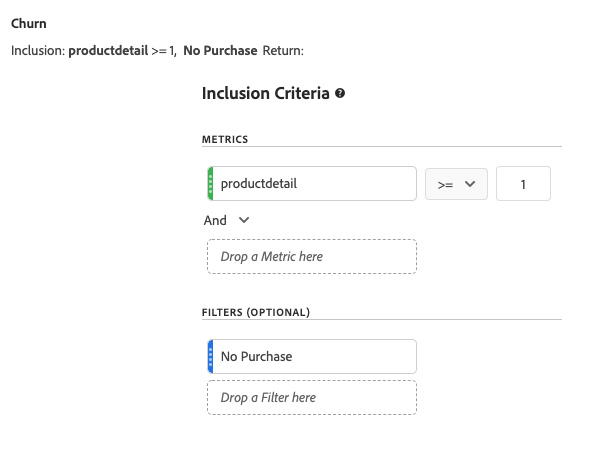 Churn
Inclusion: productdetail >= 1, No Purchase Return:
Inclusion Criteria ?
METRICS
productdetail >= 1
And
Drop a Metric here
FILTERS (OPTIONAL)
No Purchase
Drop a Filter here